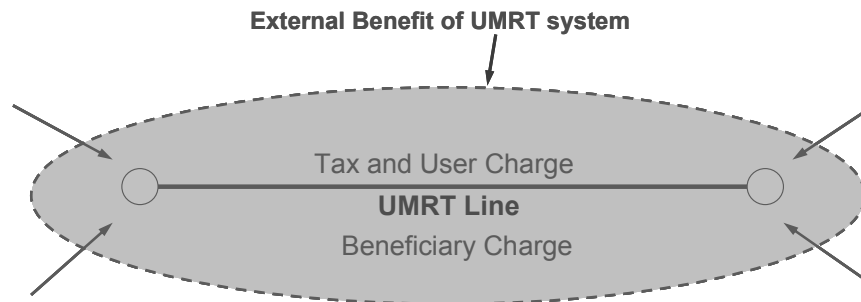 External Benefit of UMRT system
Tax and User Charge
UMRT Line
Beneficiary Charge